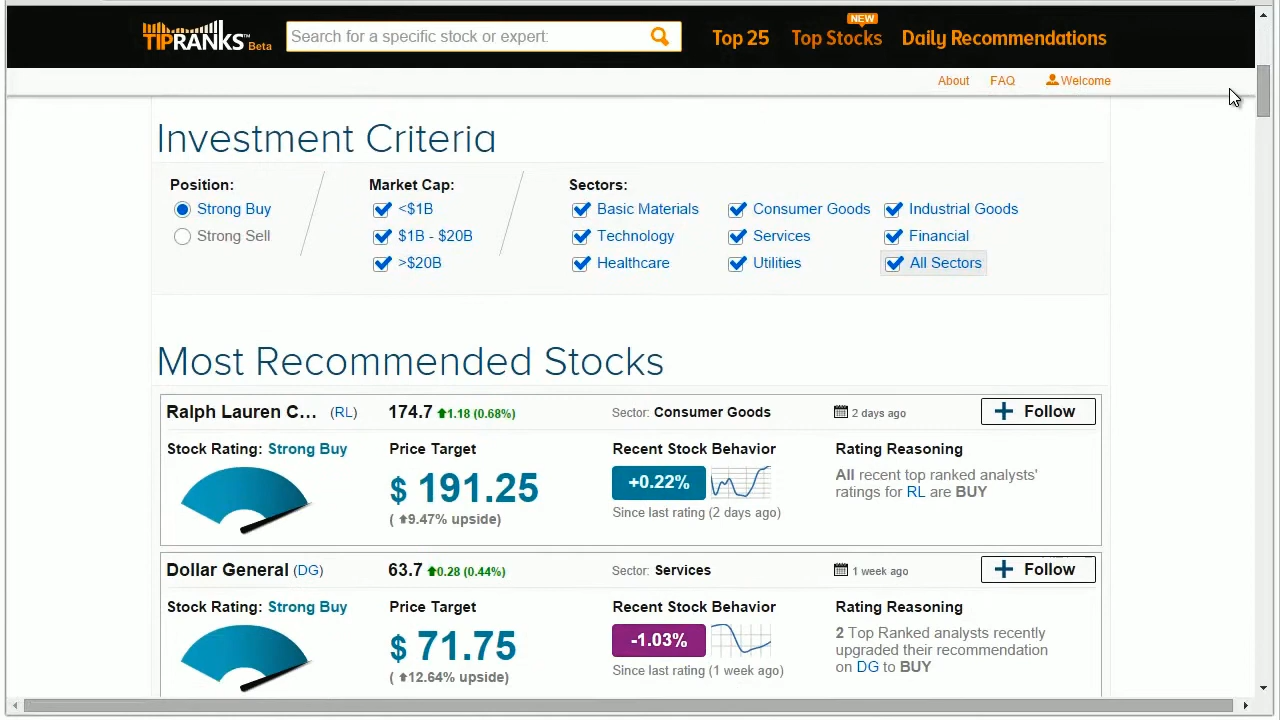 TIPRANKS™ Beta
Search for a specific stock or expert:
NEW
Top 25 Top Stocks Daily Recommendations
About FAQ Welcome
Investment Criteria
Position: Market Cap: Sectors:
Strong Buy <$1B Basic Materials Consumer Goods Industrial Goods
Strong Sell $1B - $20B Technology Services Financial
>$20B Healthcare Utilities All Sectors
Most Recommended Stocks
Ralph Lauren C... (RL) 174.7 1.18 (0.68%) Sector: Consumer Goods 2 days ago + Follow
Stock Rating: Strong Buy Price Target Recent Stock Behavior Rating Reasoning
$ 191.25 +0.22% All recent top ranked analysts'
ratings for RL are BUY
( 9.47% upside) Since last rating (2 days ago)
Dollar General (DG) 63.7 0.28 (0.44%) Sector: Services 1 week ago + Follow
Stock Rating: Strong Buy Price Target Recent Stock Behavior Rating Reasoning
$ 71.75 -1.03% 2 Top Ranked analysts recently
upgraded their recommendation
on DG to BUY
( 12.64% upside) Since last rating (1 week ago)